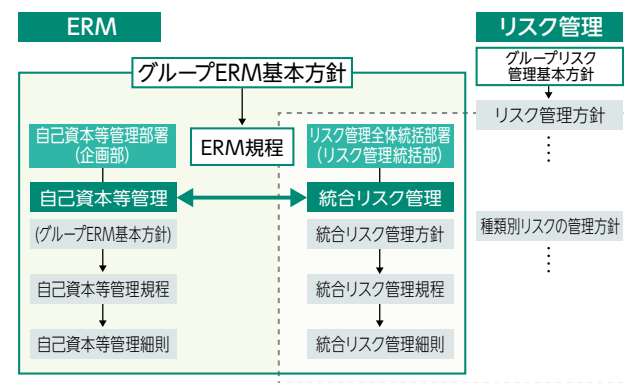 ERM
リスク管理
グループERM基本方針
グループリスク
管理基本方針
リスク管理方針
自己資本等管理部署
(企画部)
ERM規程
リスク管理全体統括部署
(リスク管理統括部)
自己資本等管理
統合リスク管理
(グループERM基本方針)
統合リスク管理方針
種類別リスクの管理方針
自己資本等管理規程
統合リスク管理規程
自己資本等管理細則
統合リスク管理細則